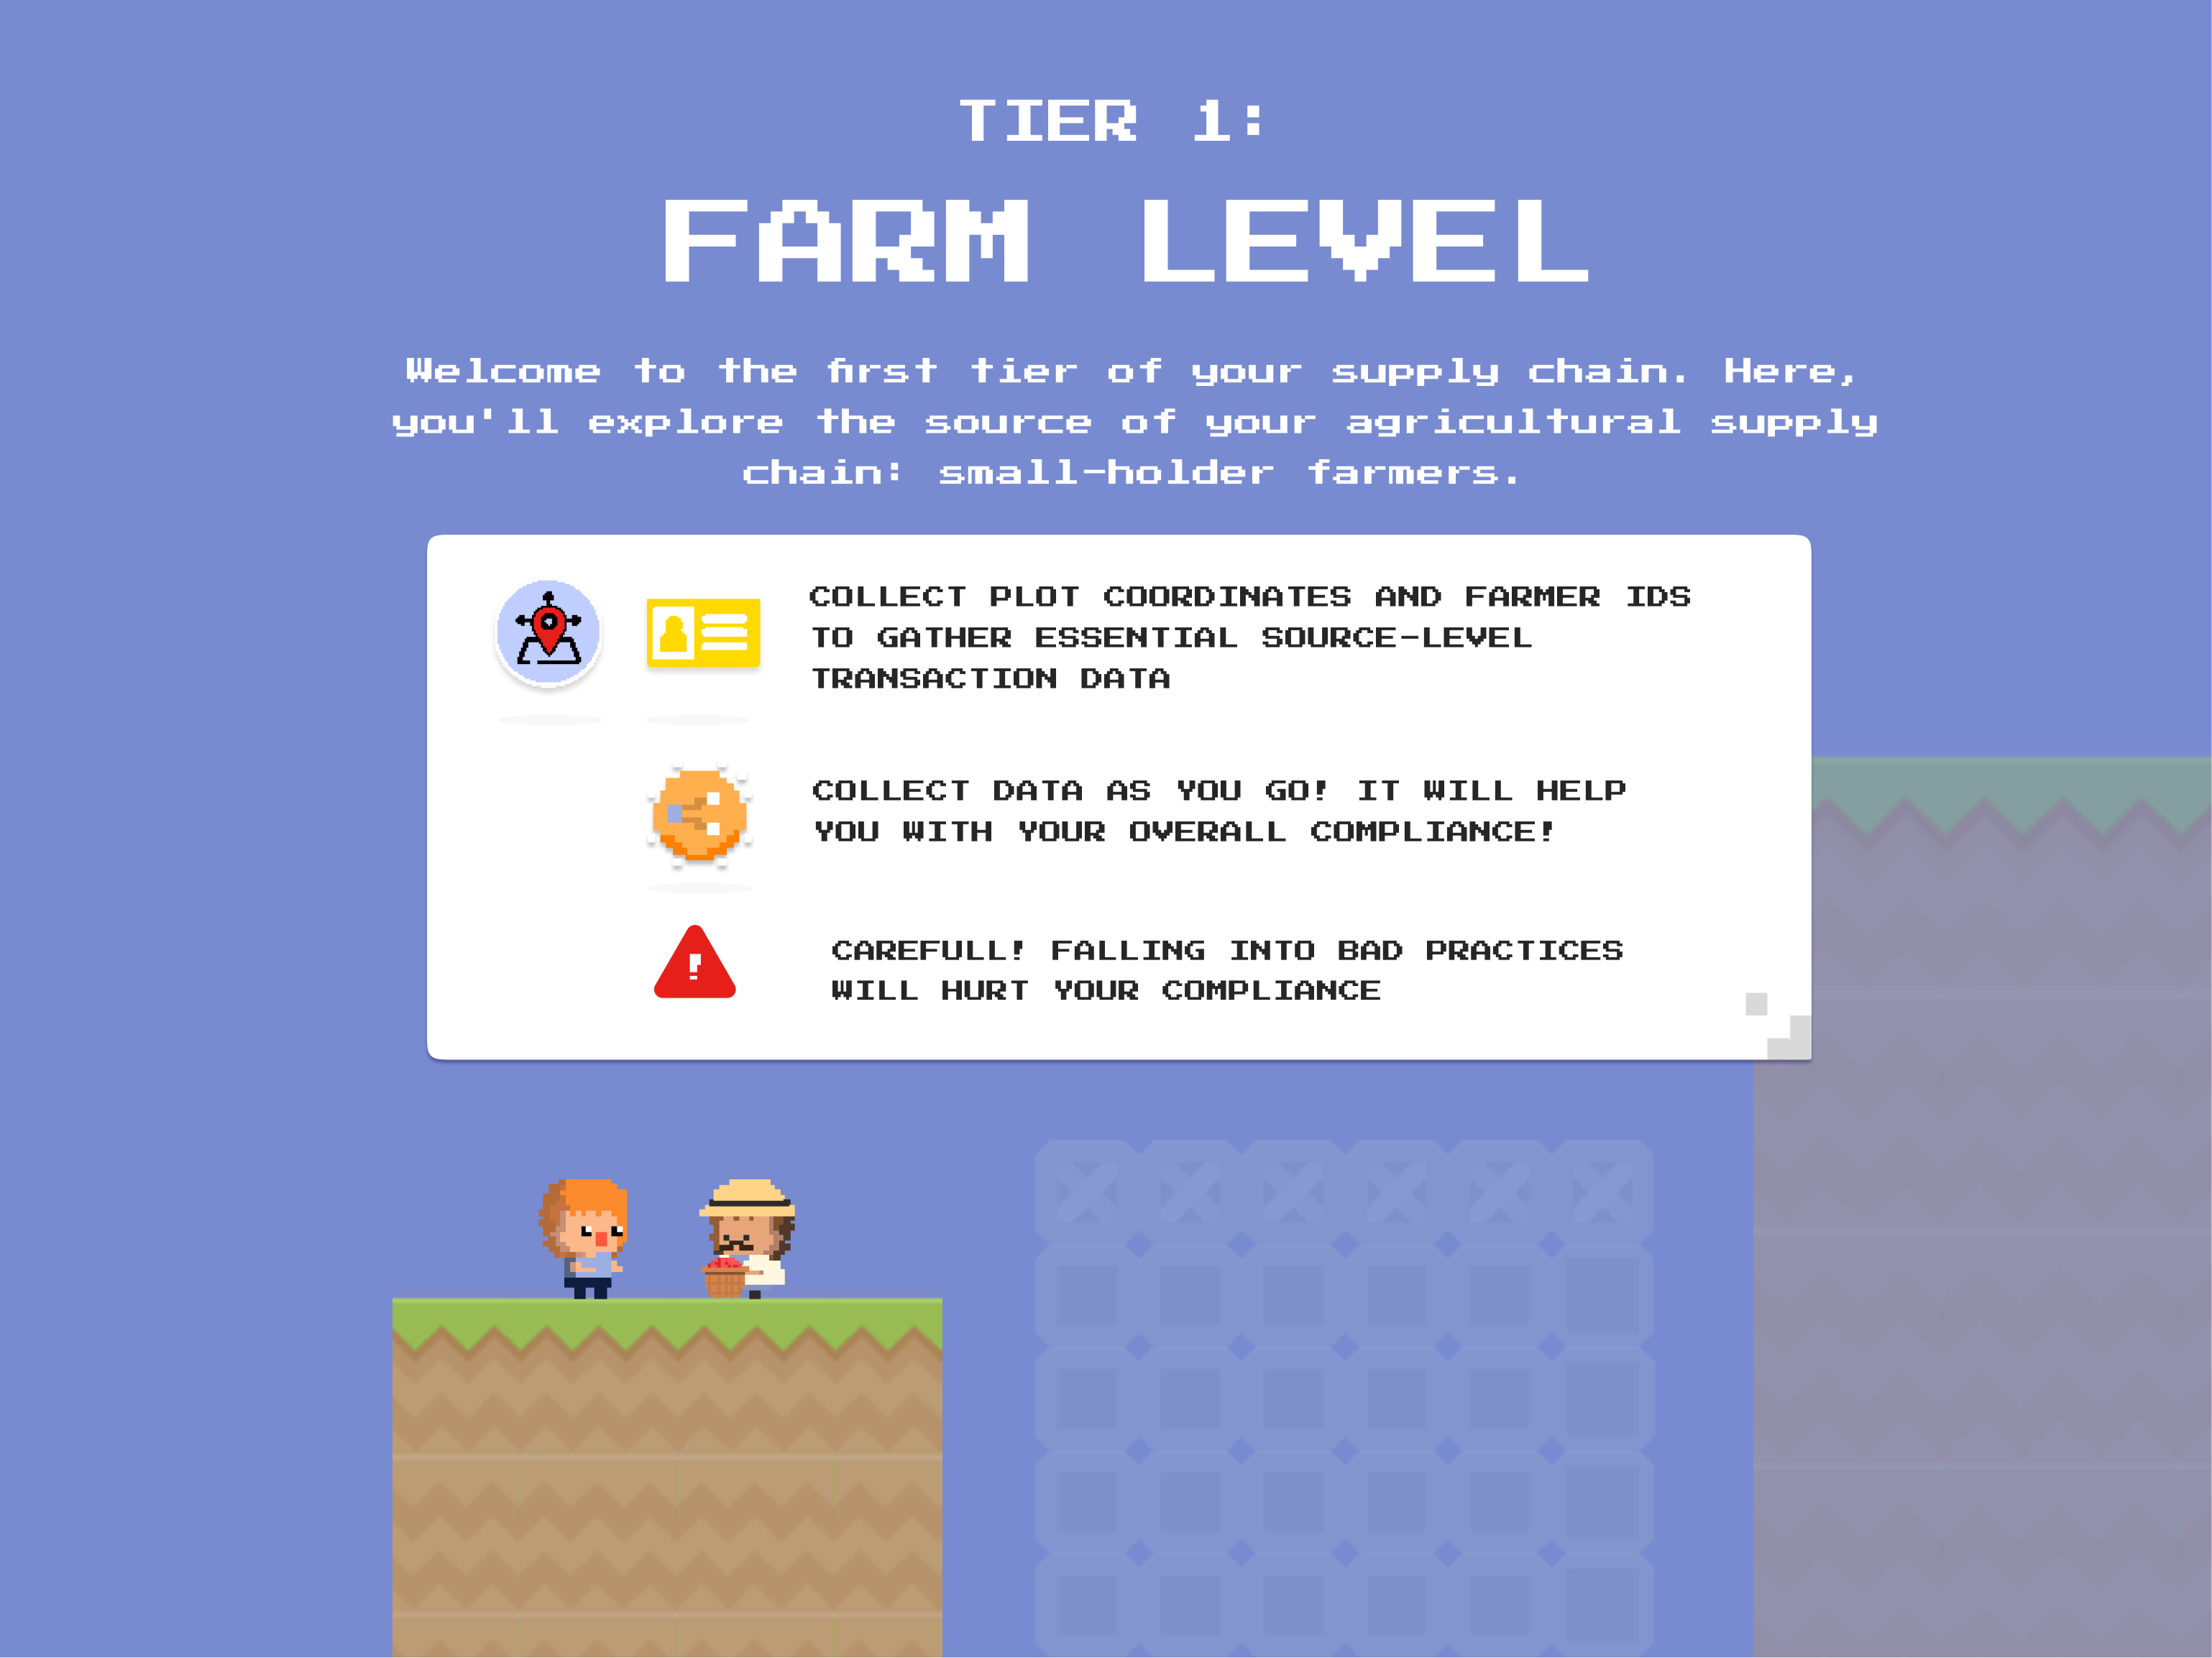 TIER 1:
FARM LEVEL
Welcome to the first tier of your supply chain. Here,
you'll explore the source of your agricultural supply
chain: small-holder farmers.
COLLECT PLOT COORDINATES AND FARMER IDS
TO GATHER ESSENTIAL SOURCE-LEVEL
TRANSACTION DATA
COLLECT DATA AS YOU GO! IT WILL HELP
YOU WITH YOUR OVERALL COMPLIANCE!
!
CAREFULL! FALLING INTO BAD PRACTICES
WILL HURT YOUR COMPLIANCE